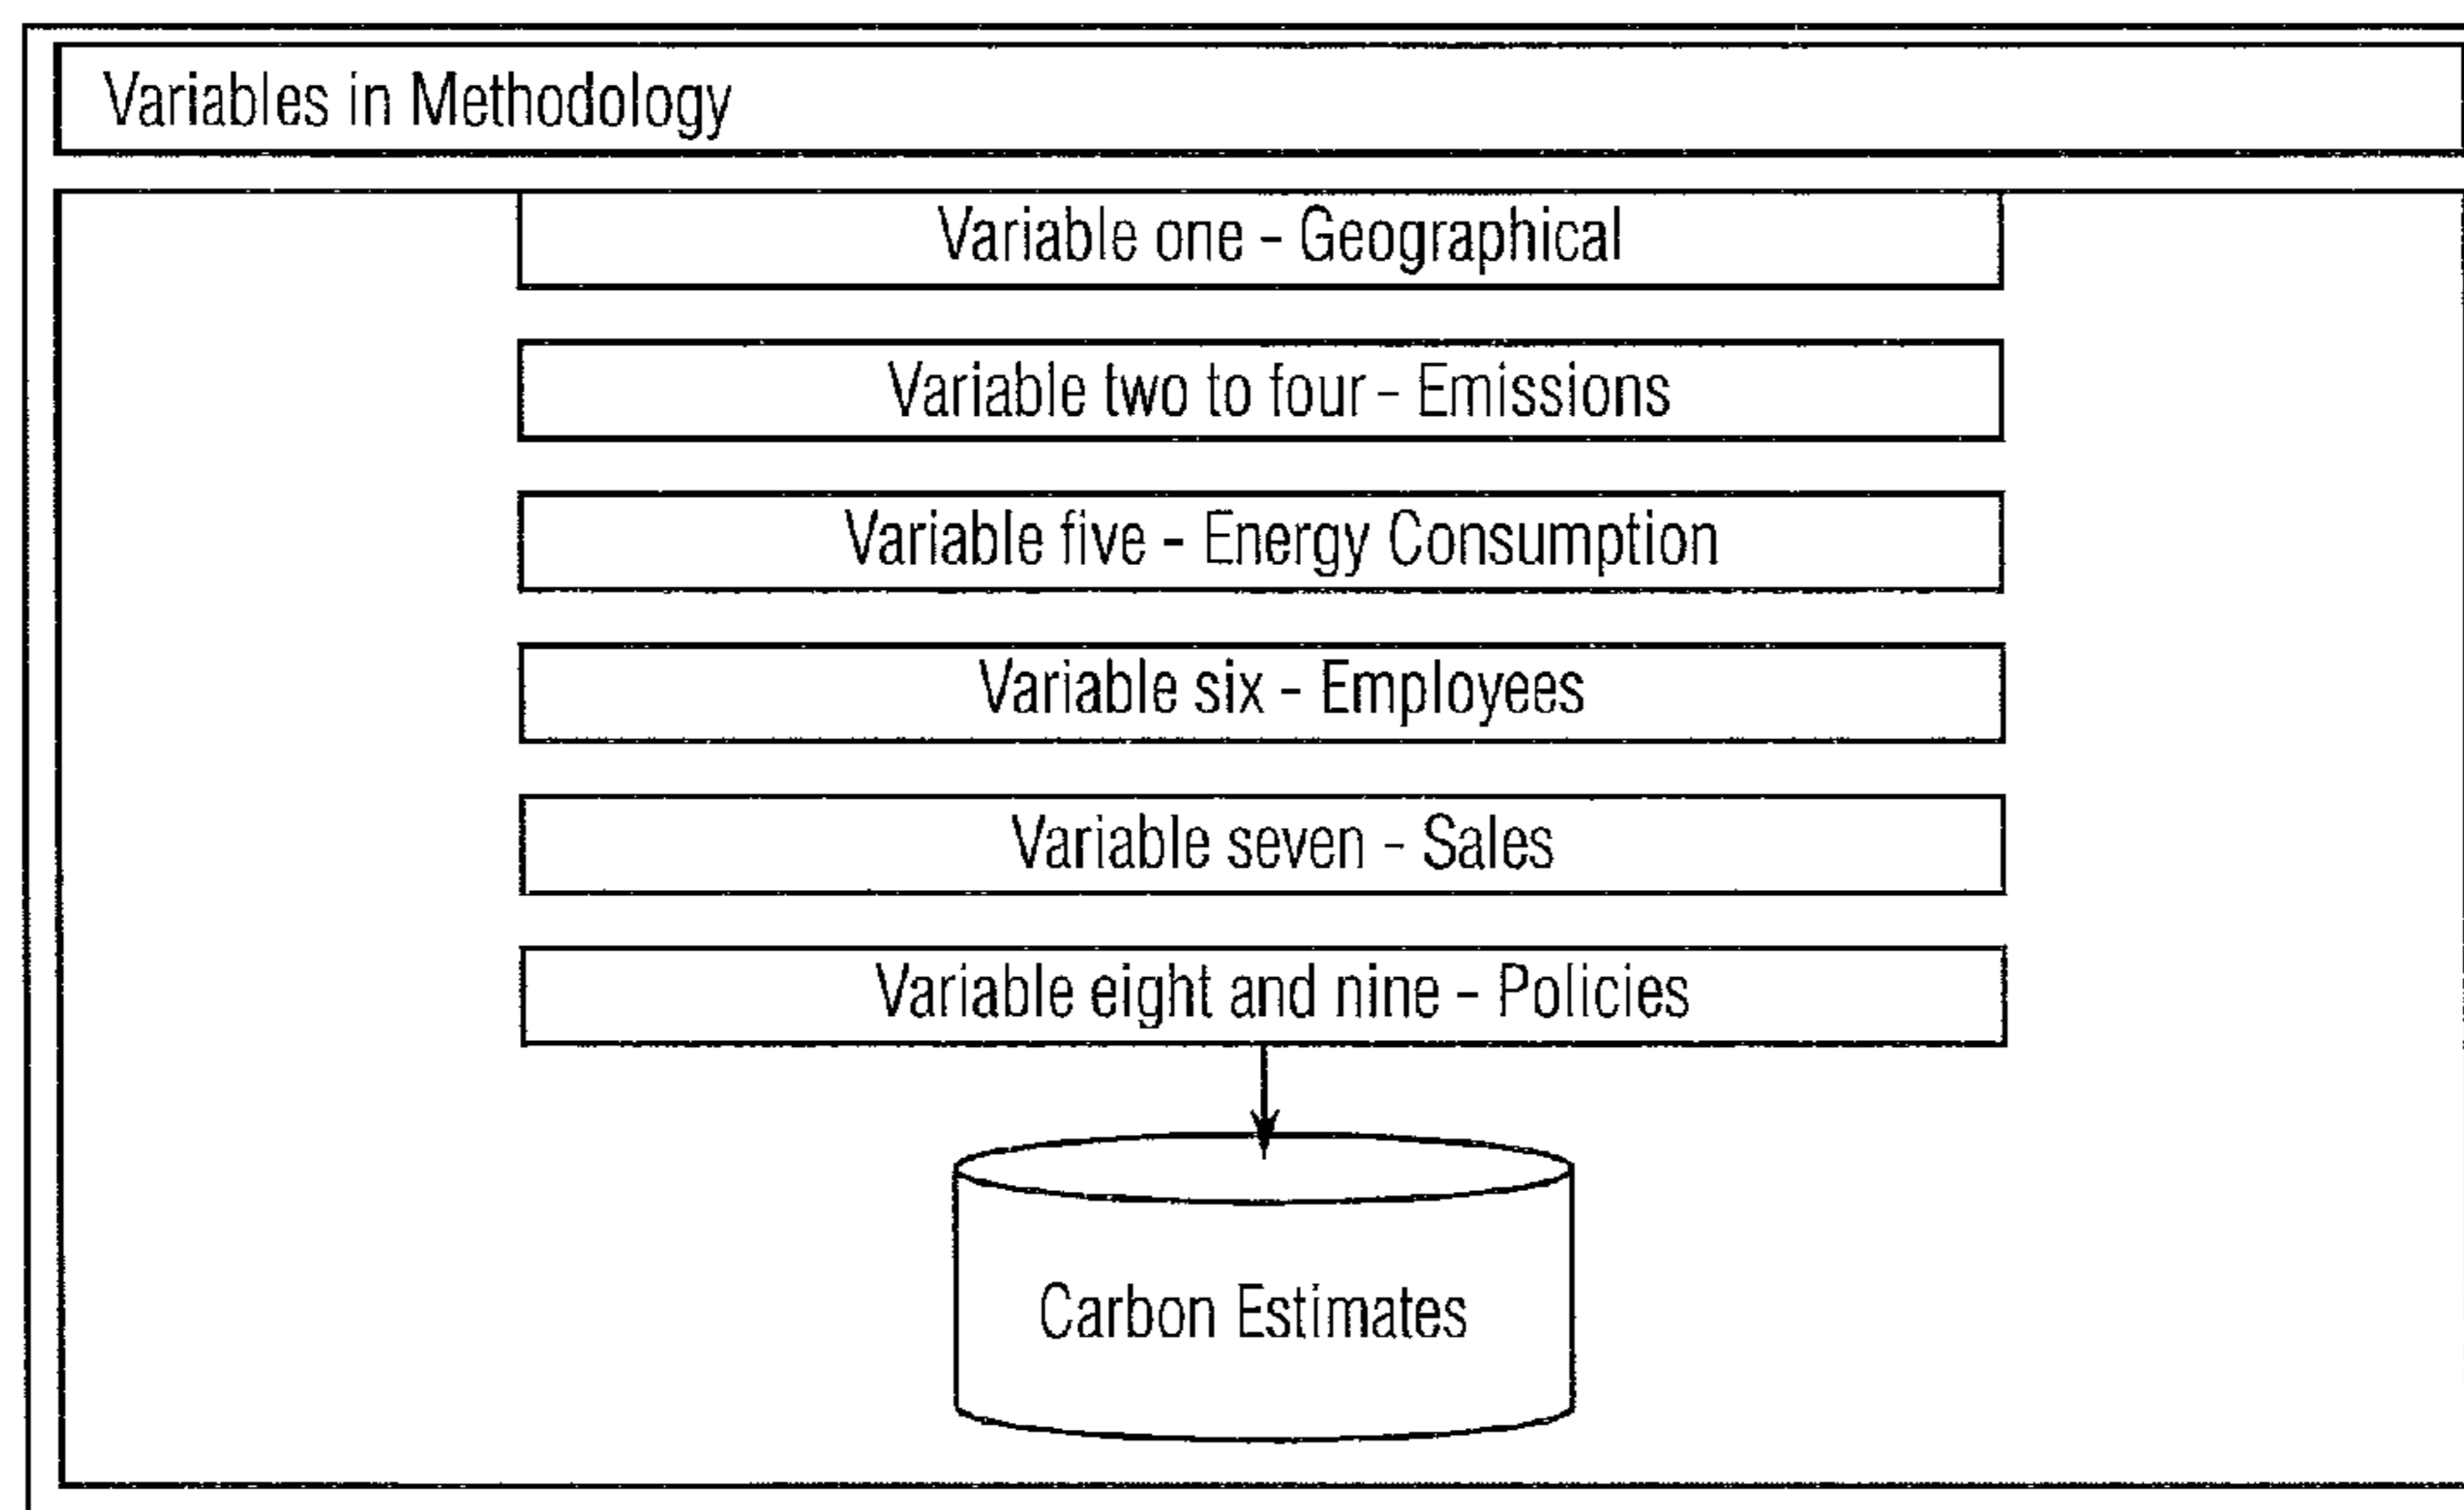 Variables in Methodology
Variable one - Geographical
Variable two to four - Emissions
Variable five - Energy Consumption
Variable six - Employees
Variable seven - Sales
Variable eight and nine - Policies
Carbon Estimates